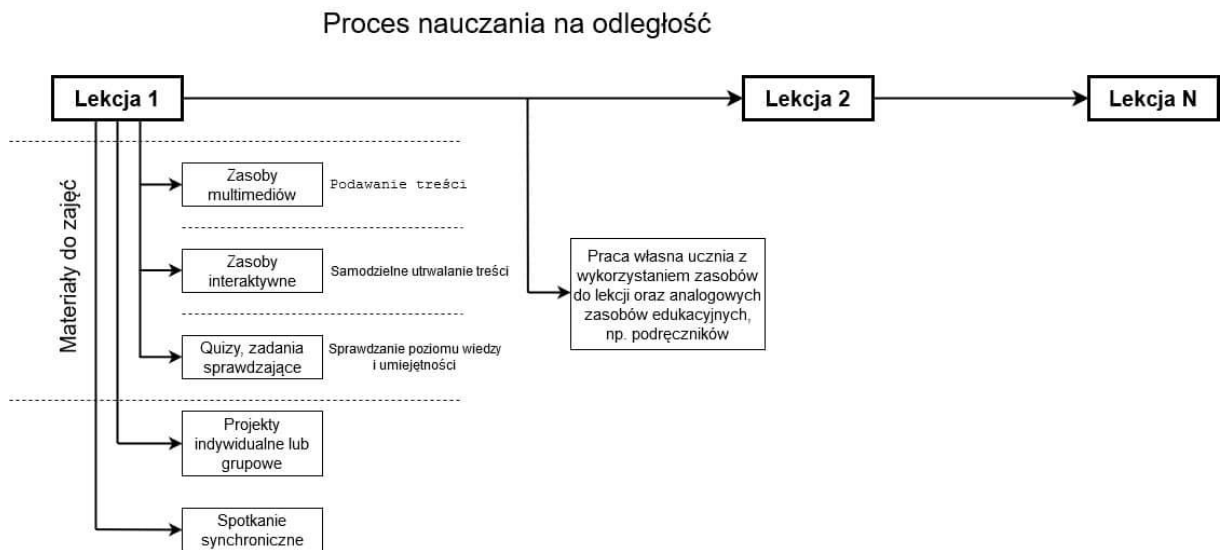 Proces nauczania na odległość
Lekcja 1
Lekcja 2
Lekcja N
Materiały do zajęć
Zasoby
multimediów
Podawanie treści
Zasoby
interaktywne
Samodzielne utrwalanie treści
Quizy, zadania
sprawdzające
Sprawdzanie poziomu wiedzy
i umiejętności
Projekty
indywidualne lub
grupowe
Spotkanie
synchroniczne
Praca własna ucznia z
wykorzystaniem zasobów
do lekcji oraz analogowych
zasobów edukacyjnych,
np. podręczników